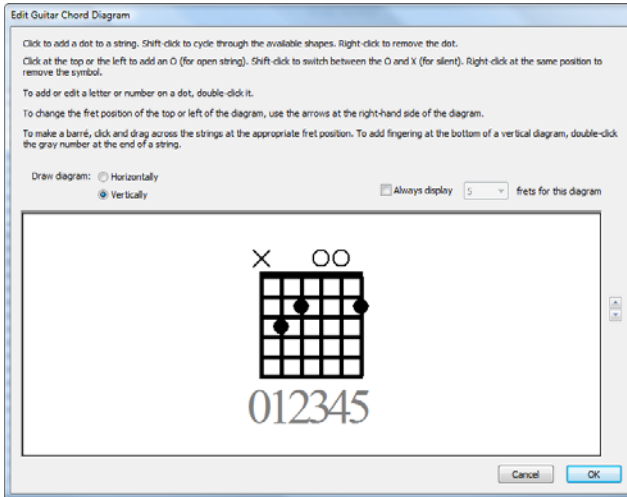 Edit Guitar Chord Diagram
Click to add a dot to a string. Shift-click to cycle through the available shapes. Right-click to remove the dot.
Click at the top or the left to add an O (for open string). Shift-click to switch between the O and X (for silent). Right-click at the same position to
remove the symbol.
To add or edit a letter or number on a dot, double-click it.
To change the fret position of the top or left of the diagram, use the arrows at the right-hand side of the diagram.
To make a barré, click and drag across the strings at the appropriate fret position. To add fingering at the bottom of a vertical diagram, double-click
the gray number at the end of a string.
Draw diagram: Horizontally
Vertically
Always display 5 frets for this diagram
X OO
012345
Cancel OK